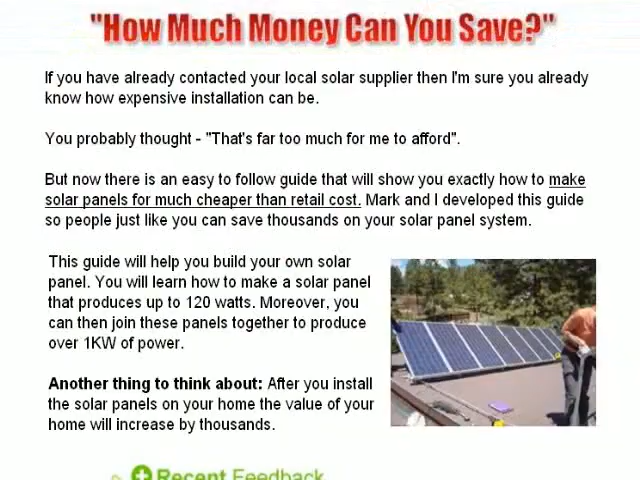 "How Much Money Can You Save?"
If you have already contacted your local solar supplier then I'm sure you already
know how expensive installation can be.
You probably thought - "That's far too much for me to afford".
But now there is an easy to follow guide that will show you exactly how to make
solar panels for much cheaper than retail cost. Mark and I developed this guide
so people just like you can save thousands on your solar panel system.
This guide will help you build your own solar
panel. You will learn how to make a solar panel
that produces up to 120 watts. Moreover, you
can then join these panels together to produce
over 1KW of power.
Another thing to think about: After you install
the solar panels on your home the value of your
home will increase by thousands.
Recent Feedback